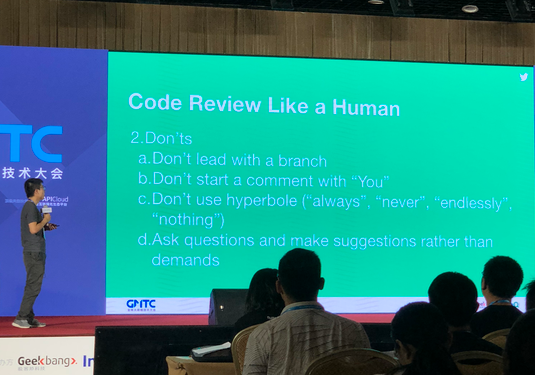 Code Review Like a Human
2.Don'ts
a.Don't lead with a branch
b.Don't start a comment with “You”
c.Don't use hyperbole (“always”, “never”, “endlessly”,
“nothing”)
d.Ask questions and make suggestions rather than
demands
TC
技术大会
APICloud
GMTC
Geekbang>.
In